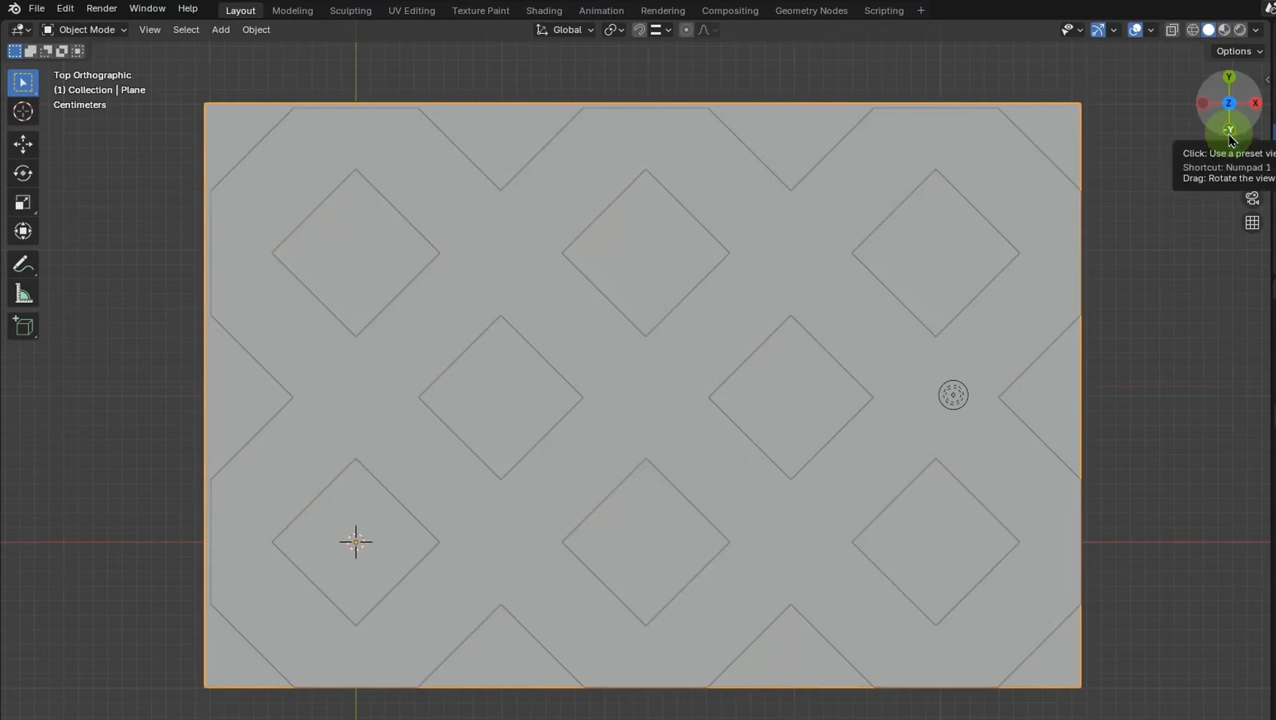 File Edit Render Window Help Layout Modeling Sculpting UV Editing Texture Paint Shading Animation Rendering Compositing Geometry Nodes Scripting +
Object Mode View Select Add Object Global
Options
Top Orthographic
(1) Collection | Plane
Centimeters
Y
Z X
Y
Click: Use a preset vie
Shortcut: Numpad 1
Drag: Rotate the view